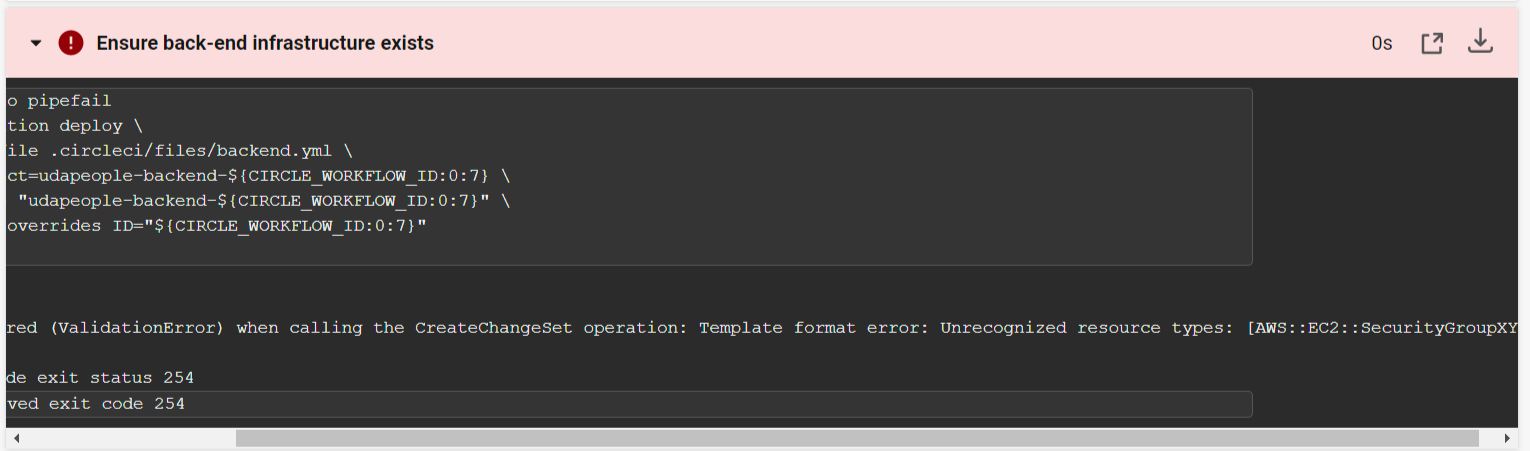 Ensure back-end infrastructure exists
0s
o pipefail
tion deploy \
ile .circleci/files/backend.yml \
ct=udapeople-backend-${CIRCLE_WORKFLOW_ID:0:7} \
"udapeople-backend-${CIRCLE_WORKFLOW_ID:0:7}" \
overrides ID="${CIRCLE_WORKFLOW_ID:0:7}"
red (ValidationError) when calling the CreateChangeSet operation: Template format error: Unrecognized resource types: [AWS::EC2::SecurityGroupXY
de exit status 254
ved exit code 254